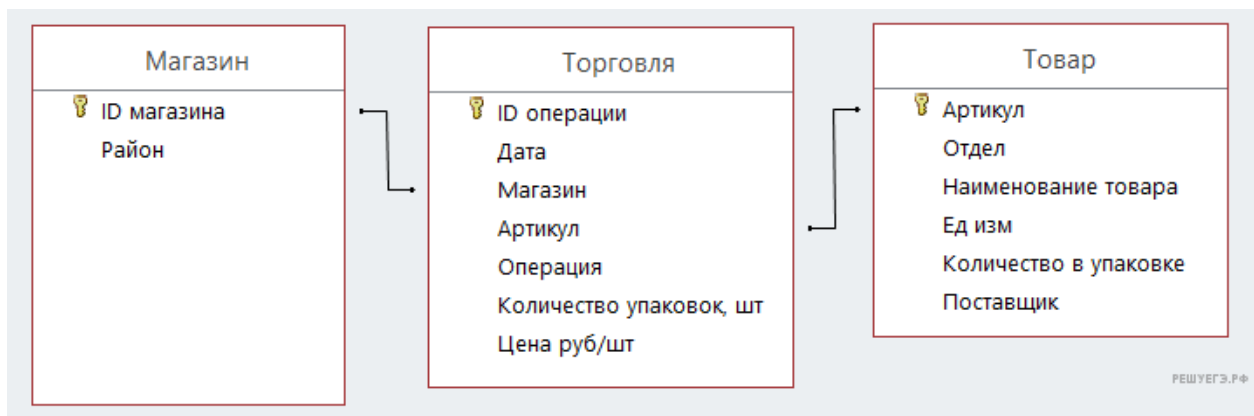 Магазин
ID магазина
Район
Торговля
ID операции
Дата
Магазин
Артикул
Операция
Количество упаковок, шт
Цена руб/шт
Товар
Артикул
Отдел
Наименование товара
Ед изм
Количество в упаковке
Поставщик
РЕШУЕГЭ.РФ